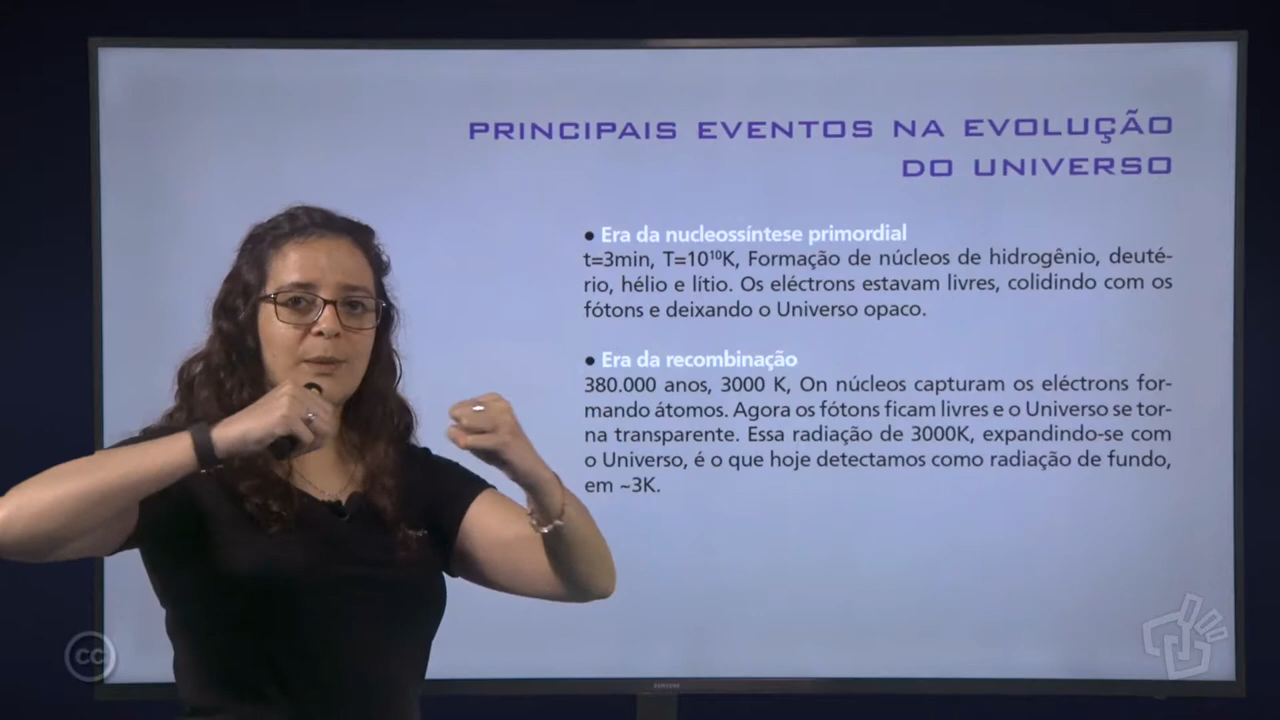 PRINCIPAIS EVENTOS NA EVOLUÇÃO
DO UNIVERSO
● Era da nucleossíntese primordial
t=3min, T=10¹⁰K, Formação de núcleos de hidrogênio, deuté-
rio, hélio e lítio. Os eléctrons estavam livres, colidindo com os
fótons e deixando o Universo opaco.
● Era da recombinação
380.000 anos, 3000 K, On núcleos capturam os eléctrons for-
mando átomos. Agora os fótons ficam livres e o Universo se tor-
na transparente. Essa radiação de 3000K, expandindo-se com
o Universo, é o que hoje detectamos como radiação de fundo,
em ~3K.
cc
SAMSUNG